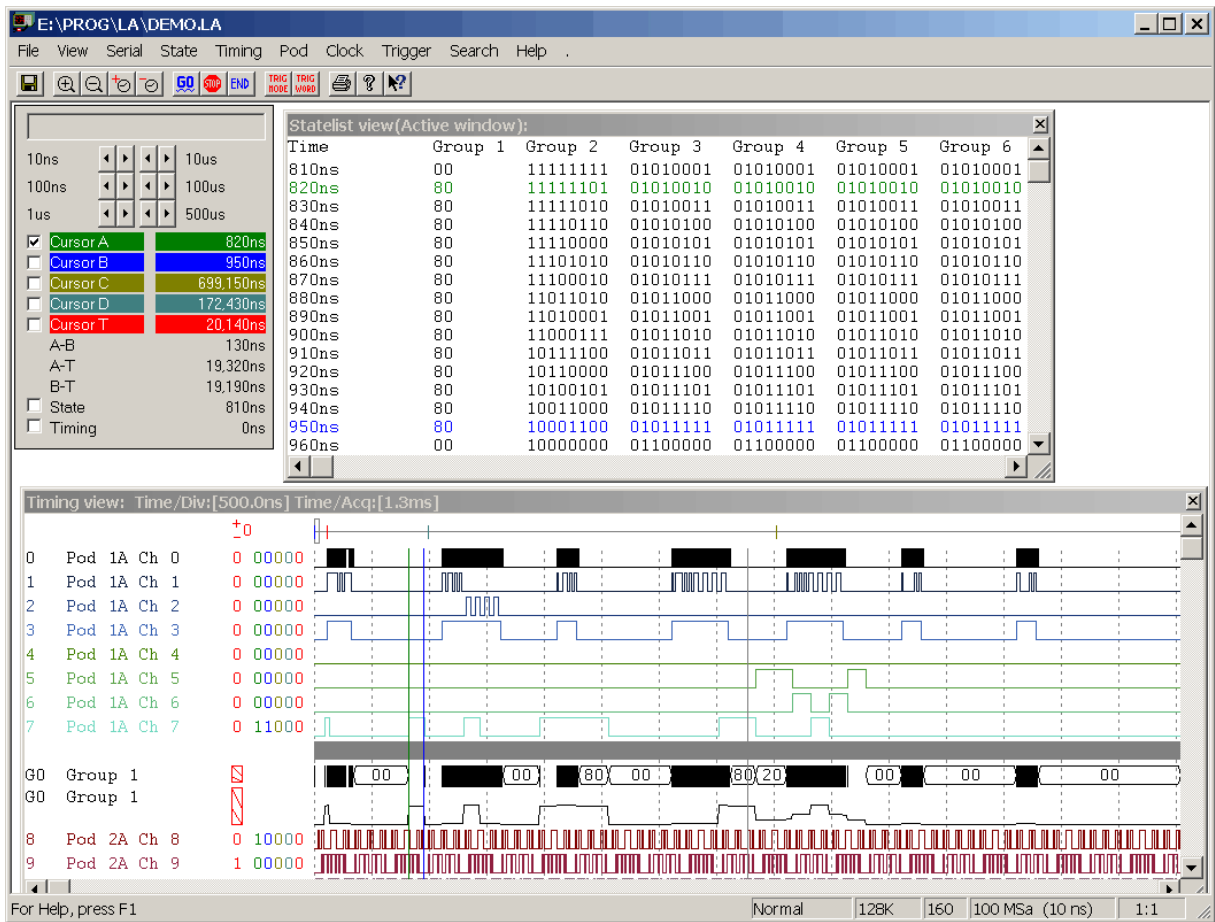 E:\PROG\LA\DEMO.LA
File View Serial State Timing Pod Clock Trigger Search Help .
GO STOP END TRIG MODE TRIG WORD
10ns 10us
100ns 100us
1us 500us
Cursor A 820ns
Cursor B 950ns
Cursor C 699,150ns
Cursor D 172,430ns
Cursor T 20,140ns
A-B 130ns
A-T 19,320ns
B-T 19,190ns
State 810ns
Timing 0ns
Statelist view(Active window):
Time Group 1 Group 2 Group 3 Group 4 Group 5 Group 6
810ns 00 11111111 01010001 01010001 01010001 01010001
820ns 80 11111101 01010010 01010010 01010010 01010010
830ns 80 11111010 01010011 01010011 01010011 01010011
840ns 80 11110110 01010100 01010100 01010100 01010100
850ns 80 11110000 01010101 01010101 01010101 01010101
860ns 80 11101010 01010110 01010110 01010110 01010110
870ns 80 11100010 01010111 01010111 01010111 01010111
880ns 80 11011010 01011000 01011000 01011000 01011000
890ns 80 11010001 01011001 01011001 01011001 01011001
900ns 80 11000111 01011010 01011010 01011010 01011010
910ns 80 10111100 01011011 01011011 01011011 01011011
920ns 80 10110000 01011100 01011100 01011100 01011100
930ns 80 10100101 01011101 01011101 01011101 01011101
940ns 80 10011000 01011110 01011110 01011110 01011110
950ns 80 10001100 01011111 01011111 01011111 01011111
960ns 00 10000000 01100000 01100000 01100000 01100000
Timing view: Time/Div:[500.0ns] Time/Acq:[1.3ms]
+-0
0 Pod 1A Ch 0 0 00000
1 Pod 1A Ch 1 0 00000
2 Pod 1A Ch 2 0 00000
3 Pod 1A Ch 3 0 00000
4 Pod 1A Ch 4 0 00000
5 Pod 1A Ch 5 0 00000
6 Pod 1A Ch 6 0 00000
7 Pod 1A Ch 7 0 11000
G0 Group 1 00 00 80 00 80 20 00 00 00
G0 Group 1
8 Pod 2A Ch 8 0 10000
9 Pod 2A Ch 9 1 00000
For Help, press F1 Normal 128K 160 100 MSa (10 ns) 1:1